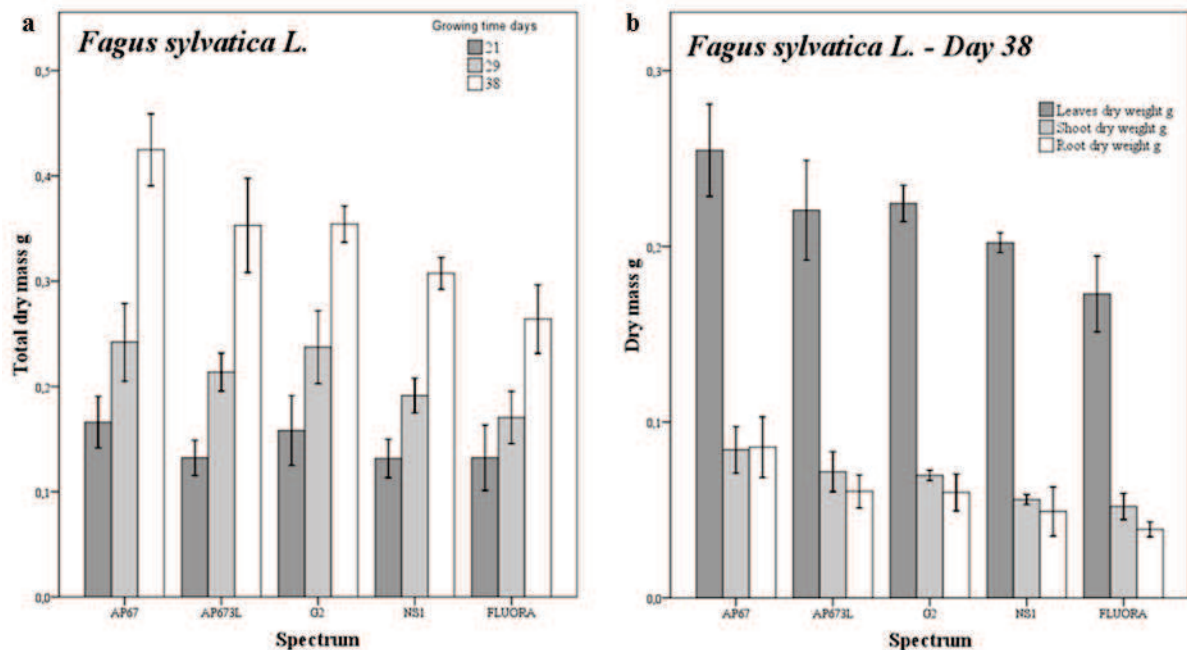 a
Fagus sylvatica L.
Growing time days
21
29
38
0,5
0,4
0,3
0,2
0,1
0,0
Total dry mass g
AP67
AP673L
G2
NS1
FLUORA
Spectrum
b
Fagus sylvatica L. - Day 38
Leaves dry weight g
Shoot dry weight g
Root dry weight g
0,3
0,2
0,1
0,0
Dry mass g
AP67
AP673L
G2
NS1
FLUORA
Spectrum